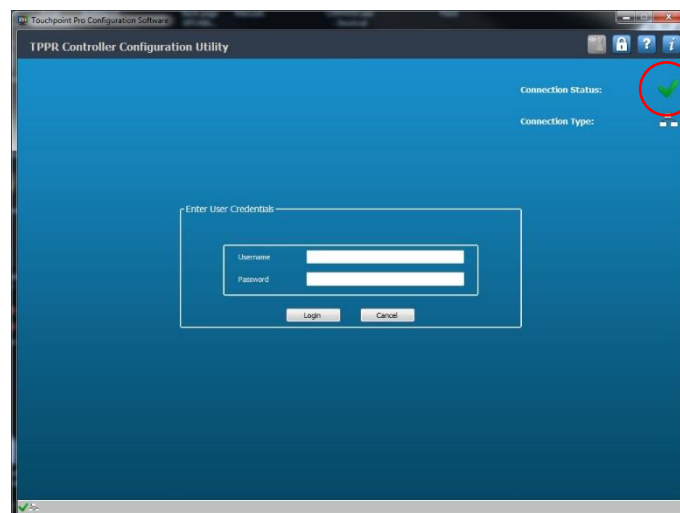 Touchpoint Pro Configuration Software
TPPR Controller Configuration Utility
?
i
Connection Status:
Connection Type:
Enter User Credentials
Username
Password
Login
Cancel